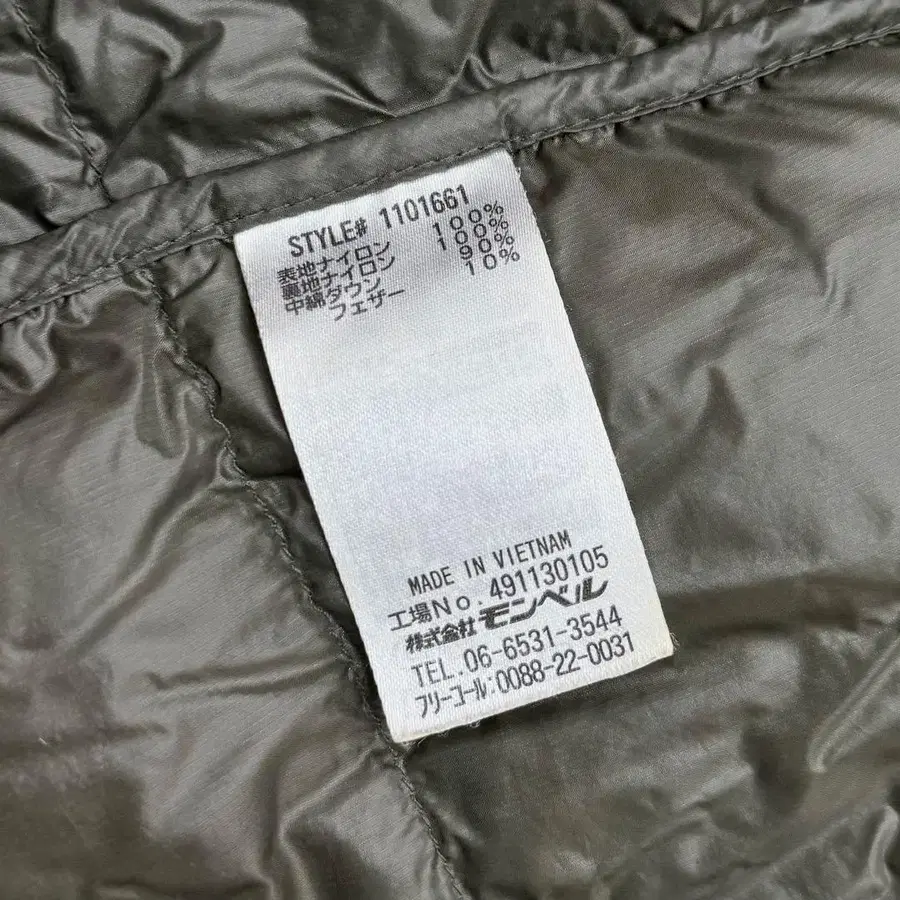 STYLE# 1101661
表地ナイロン 100%
裏地ナイロン 100%
中綿ダウン 90%
フェザー 10%
MADE IN VIETNAM
工場No. 491130105
株式会社 モンベル
TEL. 06-6531-3544
フリーコール:0088-22-0031